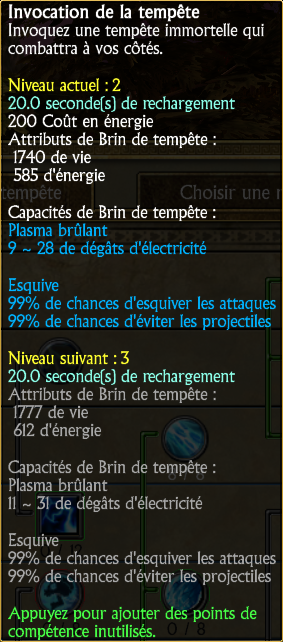 Invocation de la tempête
Invoquez une tempête immortelle qui
combattra à vos côtés.
Niveau actuel : 2
20.0 seconde(s) de rechargement
200 Coût en énergie
Attributs de Brin de tempête :
1740 de vie
585 d'énergie
tempête
Choisir une
Capacités de Brin de tempête :
Plasma brûlant
9 ~ 28 de dégâts d'électricité
Esquive
99% de chances d'esquiver les attaques
99% de chances d'éviter les projectiles
Niveau suivant : 3
20.0 seconde(s) de rechargement
Attributs de Brin de tempête :
1777 de vie
612 d'énergie
Capacités de Brin de tempête :
Plasma brûlant
11 ~ 31 de dégâts d'électricité
Esquive
99% de chances d'esquiver les attaques
99% de chances d'éviter les projectiles
Appuyez pour ajouter des points de
compétence inutilisés.
0 / 8